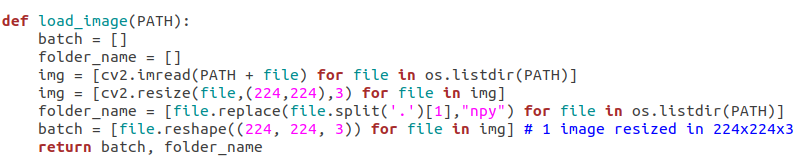 def load_image(PATH):
    batch = []
    folder_name = []
    img = [cv2.imread(PATH + file) for file in os.listdir(PATH)]
    img = [cv2.resize(file,(224,224),3) for file in img]
    folder_name = [file.replace(file.split('.')[1],"npy") for file in os.listdir(PATH)]
    batch = [file.reshape((224, 224, 3)) for file in img] # 1 image resized in 224x224x3
    return batch, folder_name